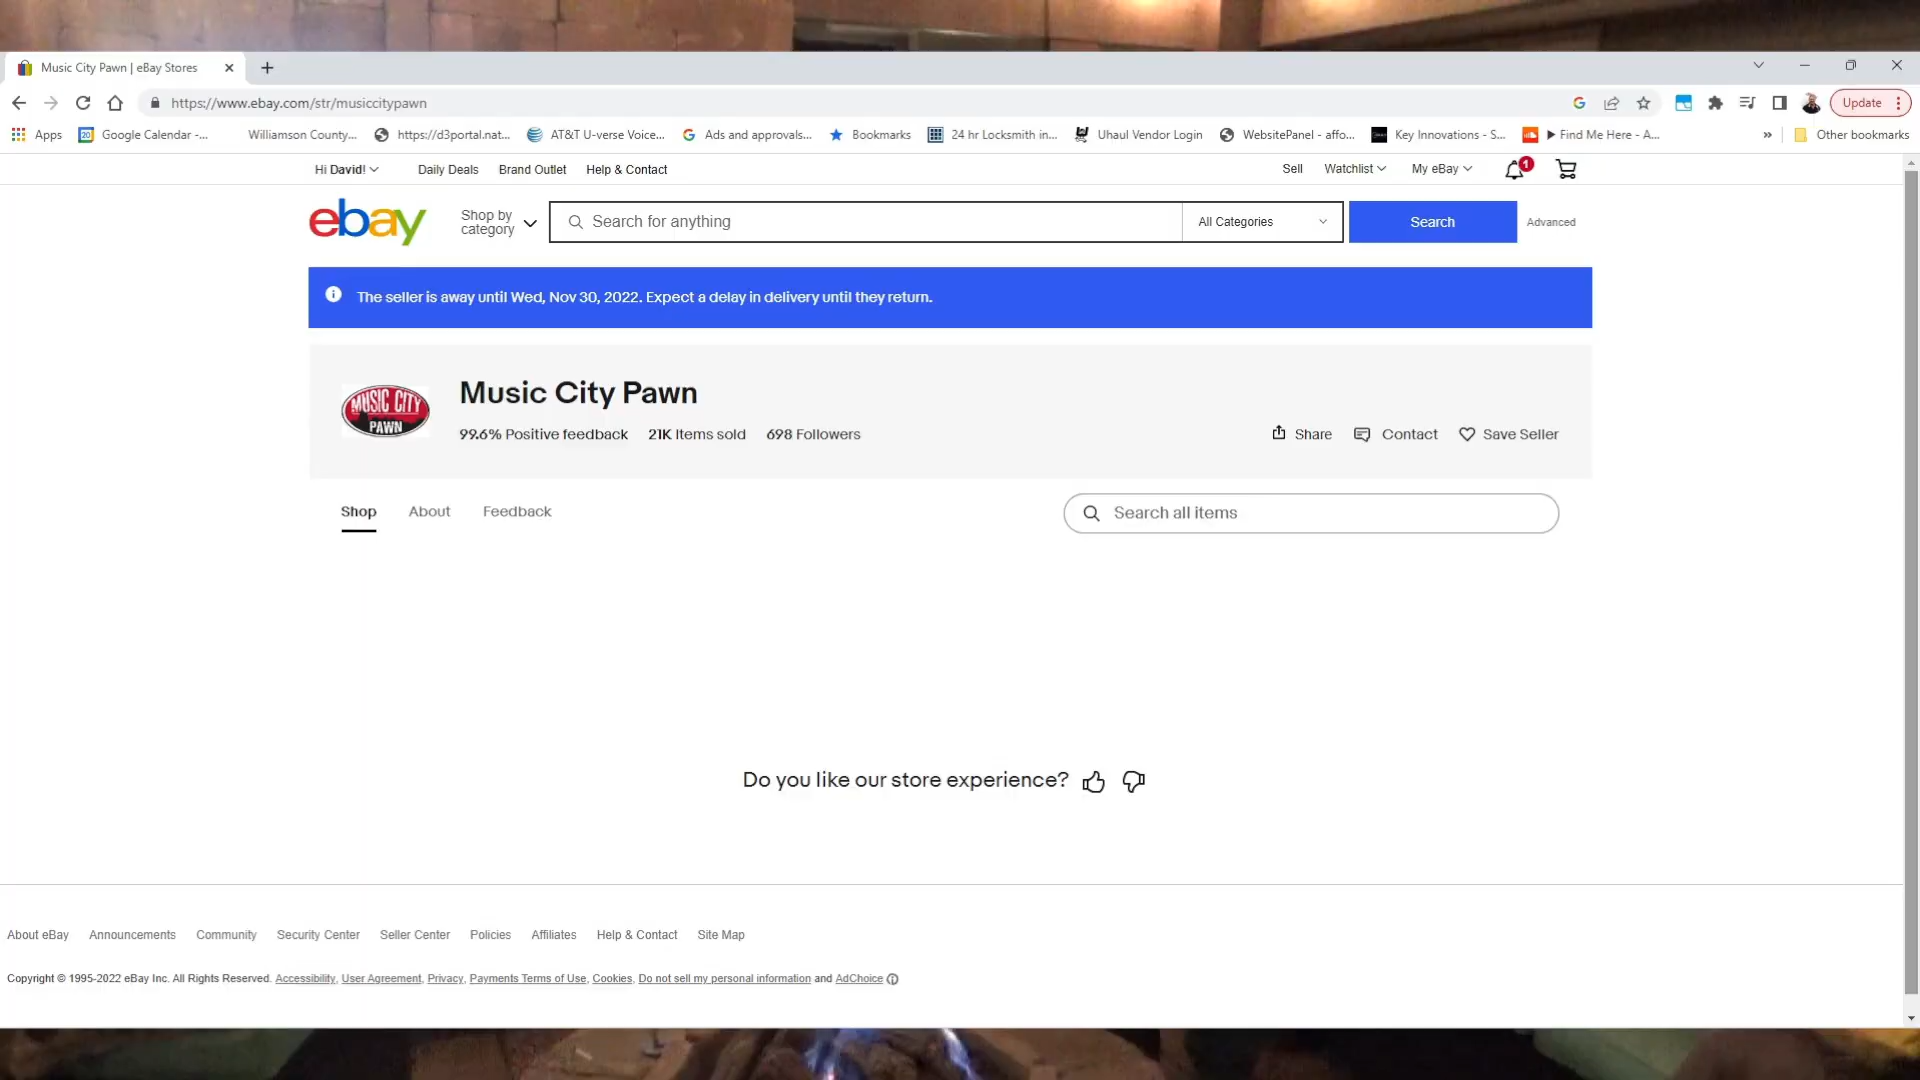 Music City Pawn | eBay Stores
https://www.ebay.com/str/musiccitypawn
Update
Apps
Google Calendar -...
Williamson County...
https://d3portal.nat...
AT&T U-verse Voice...
Ads and approvals...
Bookmarks
24 hr Locksmith in...
Uhaul Vendor Login
WebsitePanel - affo...
Key Innovations - S...
Find Me Here - A...
»
Other bookmarks
Hi David!
Daily Deals
Brand Outlet
Help & Contact
Sell
Watchlist
My eBay
1
ebay
Shop by
category
Search for anything
All Categories
Search
Advanced
The seller is away until Wed, Nov 30, 2022. Expect a delay in delivery until they return.
MUSIC CITY
PAWN
Music City Pawn
99.6% Positive feedback
21K Items sold
698 Followers
Share
Contact
Save Seller
Shop
About
Feedback
Search all items
Do you like our store experience?
About eBay
Announcements
Community
Security Center
Seller Center
Policies
Affiliates
Help & Contact
Site Map
Copyright © 1995-2022 eBay Inc. All Rights Reserved. Accessibility, User Agreement, Privacy, Payments Terms of Use, Cookies, Do not sell my personal information and AdChoice